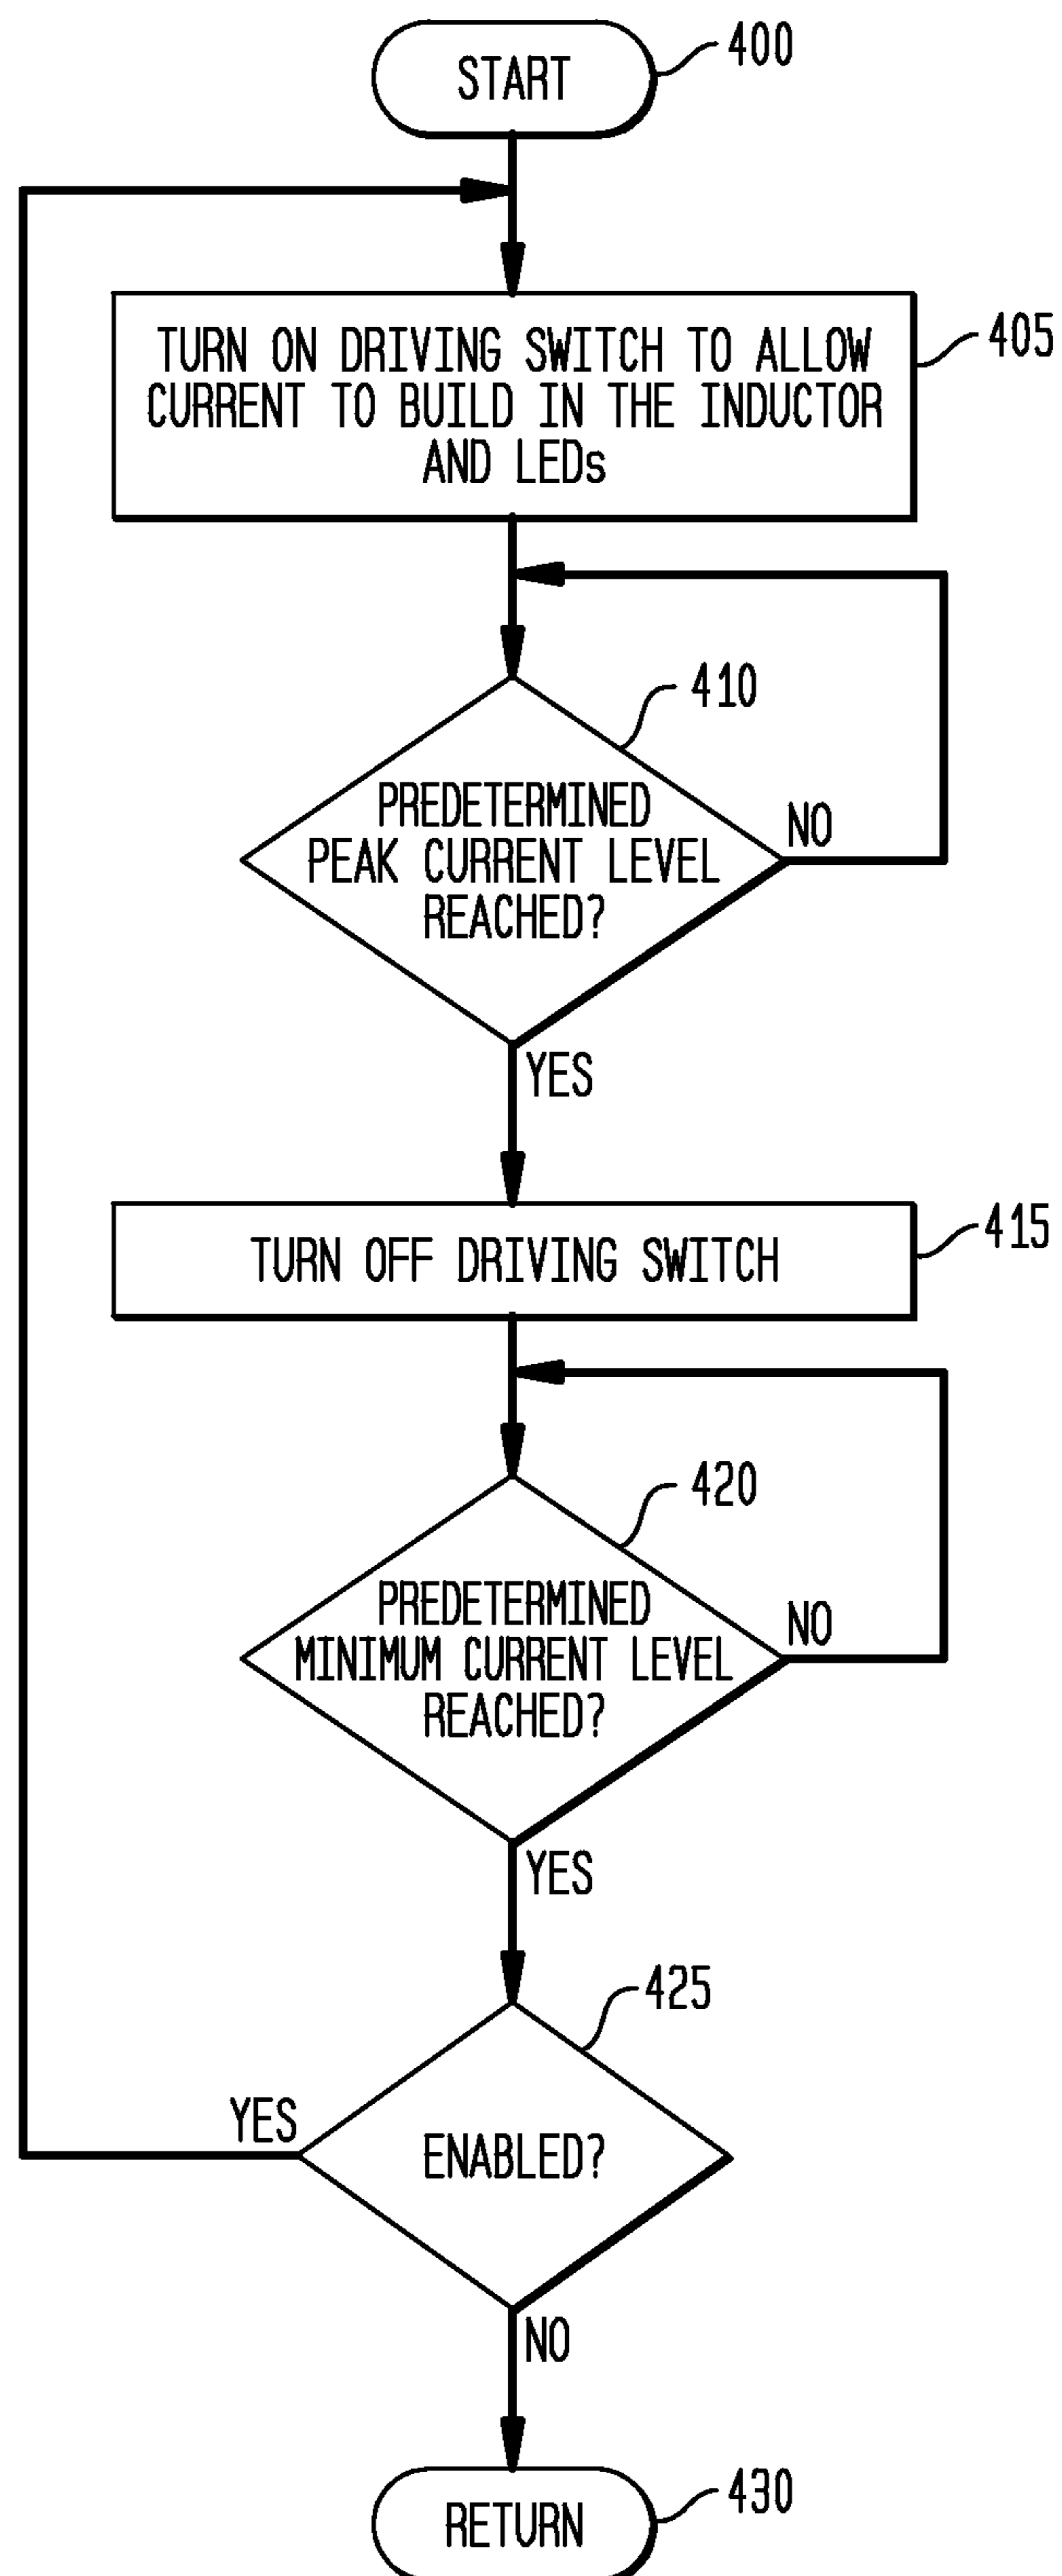 START
400
TURN ON DRIVING SWITCH TO ALLOW
CURRENT TO BUILD IN THE INDUCTOR
AND LEDs
405
410
PREDETERMINED
PEAK CURRENT LEVEL
REACHED?
NO
YES
TURN OFF DRIVING SWITCH
415
420
PREDETERMINED
MINIMUM CURRENT LEVEL
REACHED?
NO
YES
425
YES
ENABLED?
NO
RETURN
430